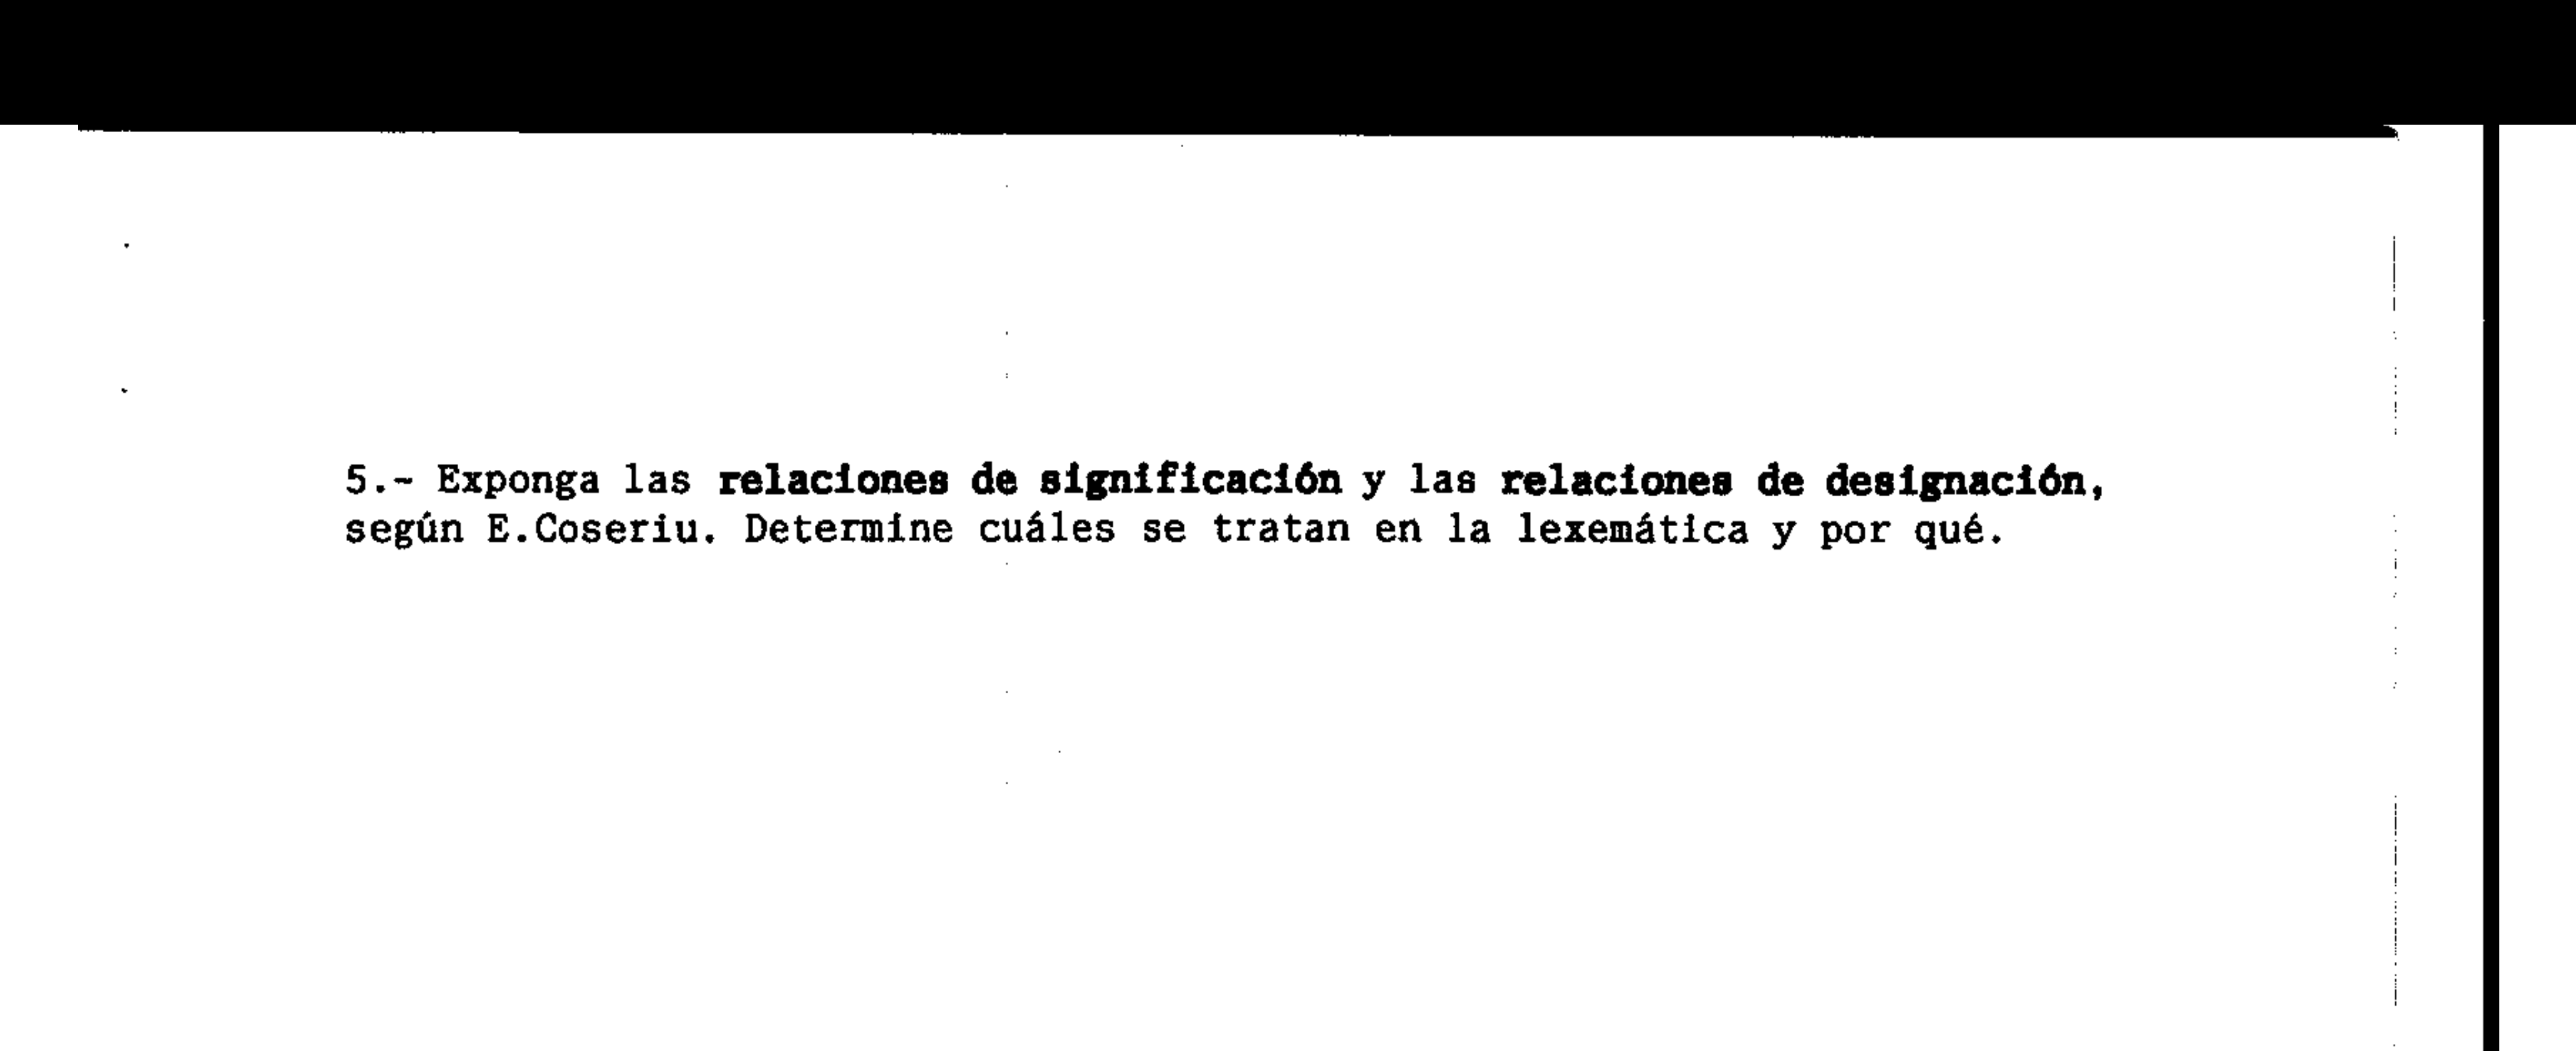 5.- Exponga las relaciones de significación y las relaciones de designación,
según E.Coseriu. Determine cuáles se tratan en la lexemática y por qué.